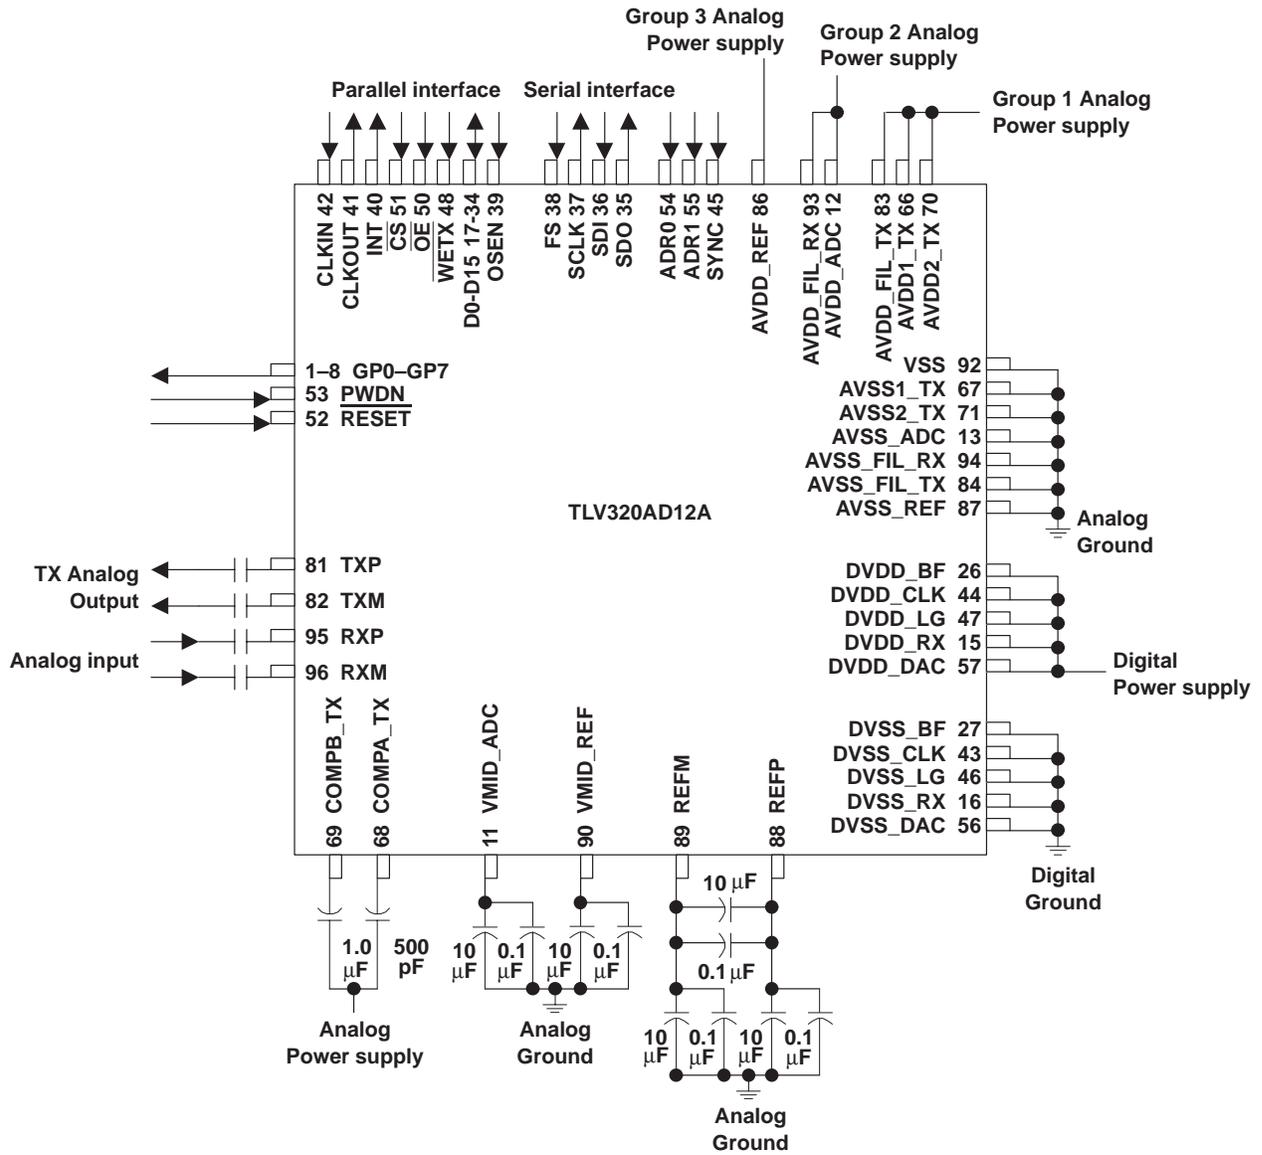 Group 3 Analog
Power supply
Group 2 Analog
Power supply
Group 1 Analog
Power supply
Parallel interface
Serial interface
CLKIN 42
CLKOUT 41
INT 40
CS 51
OE 50
WETX 48
D0-D15 17-34
OSEN 39
FS 38
SCLK 37
SDI 36
SDO 35
ADR0 54
ADR1 55
SYNC 45
AVDD_REF 86
AVDD_FIL_RX 93
AVDD_ADC 12
AVDD_FIL_TX 83
AVDD1_TX 66
AVDD2_TX 70
1–8 GP0–GP7
53 PWDN
52 RESET
VSS 92
AVSS1_TX 67
AVSS2_TX 71
AVSS_ADC 13
AVSS_FIL_RX 94
AVSS_FIL_TX 84
AVSS_REF 87
Analog
Ground
TLV320AD12A
TX Analog
Output
Analog input
81 TXP
82 TXM
95 RXP
96 RXM
DVDD_BF 26
DVDD_CLK 44
DVDD_LG 47
DVDD_RX 15
DVDD_DAC 57
Digital
Power supply
DVSS_BF 27
DVSS_CLK 43
DVSS_LG 46
DVSS_RX 16
DVSS_DAC 56
Digital
Ground
69 COMPB_TX
68 COMPA_TX
11 VMID_ADC
90 VMID_REF
89 REFM
88 REFP
1.0
µF
500
pF
Analog
Power supply
10
µF
0.1
µF
10
µF
0.1
µF
Analog
Ground
10 µF
0.1 µF
10
µF
0.1
µF
10
µF
0.1
µF
Analog
Ground